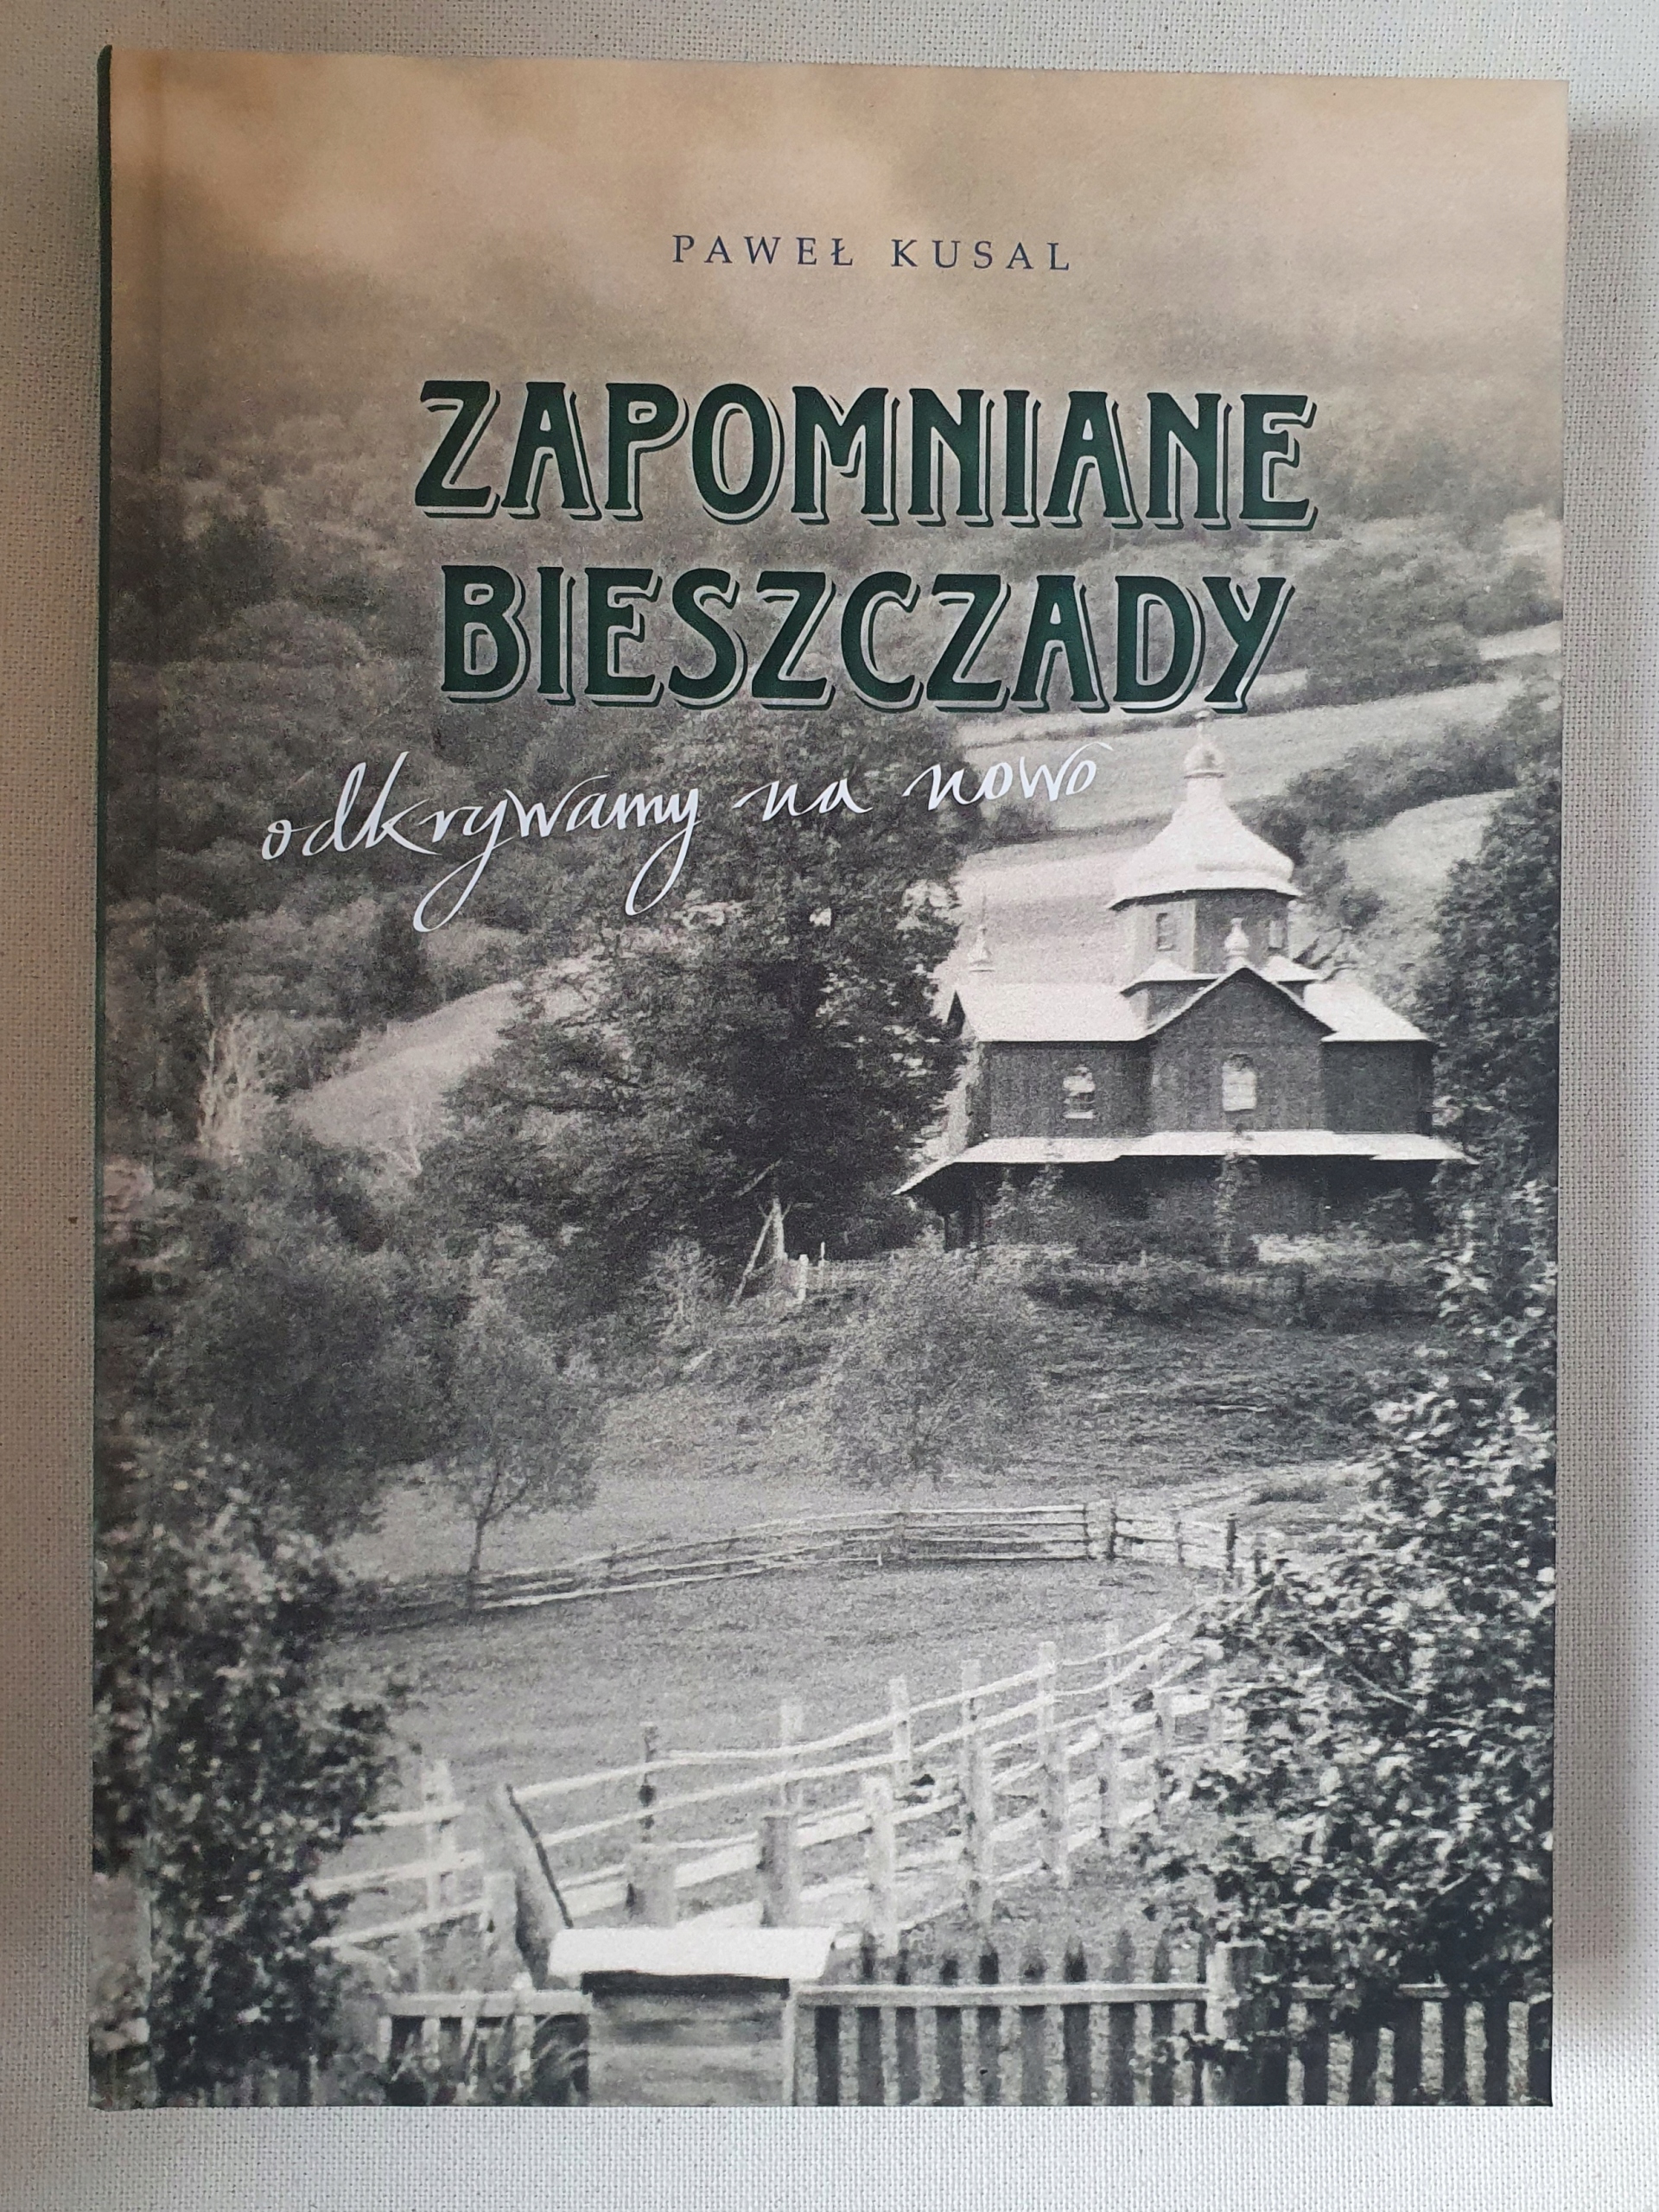 PAWEŁ KUSAL
ZAPOMNIANE
BIESZCZADY
odkrywamy na nowo